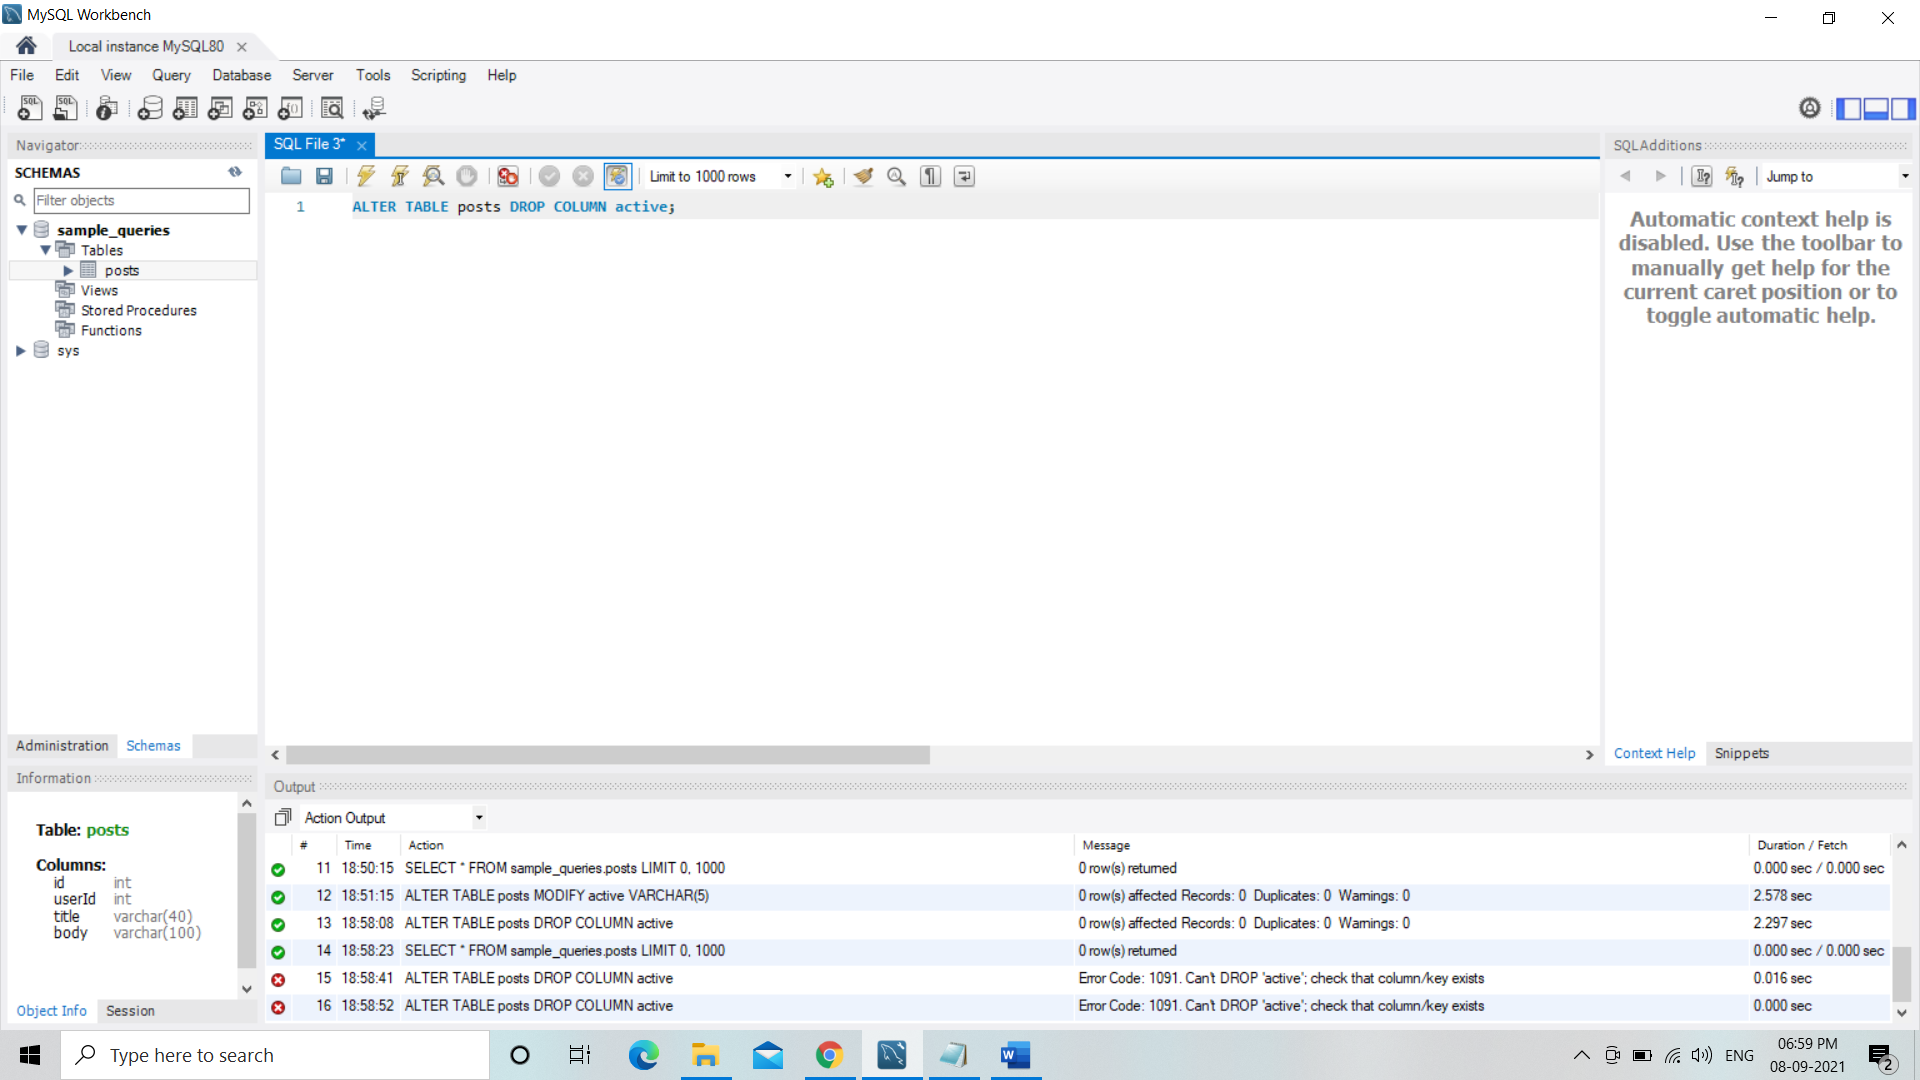 MySQL Workbench
Local instance MySQL80
File Edit View Query Database Server Tools Scripting Help
Navigator
SCHEMAS
Filter objects
sample_queries
Tables
posts
Views
Stored Procedures
Functions
sys
Administration Schemas
Information
Table: posts
Columns:
id int
userId int
title varchar(40)
body varchar(100)
Object Info Session
SQL File 3*
Limit to 1000 rows
1 ALTER TABLE posts DROP COLUMN active;
SQLAdditions
Jump to
Automatic context help is
disabled. Use the toolbar to
manually get help for the
current caret position or to
toggle automatic help.
Context Help Snippets
Output
Action Output
# Time Action Message Duration / Fetch
11 18:50:15 SELECT * FROM sample_queries.posts LIMIT 0, 1000 0 row(s) returned 0.000 sec / 0.000 sec
12 18:51:15 ALTER TABLE posts MODIFY active VARCHAR(5) 0 row(s) affected Records: 0 Duplicates: 0 Warnings: 0 2.578 sec
13 18:58:08 ALTER TABLE posts DROP COLUMN active 0 row(s) affected Records: 0 Duplicates: 0 Warnings: 0 2.297 sec
14 18:58:23 SELECT * FROM sample_queries.posts LIMIT 0, 1000 0 row(s) returned 0.000 sec / 0.000 sec
15 18:58:41 ALTER TABLE posts DROP COLUMN active Error Code: 1091. Can't DROP 'active'; check that column/key exists 0.016 sec
16 18:58:52 ALTER TABLE posts DROP COLUMN active Error Code: 1091. Can't DROP 'active'; check that column/key exists 0.000 sec
Type here to search
ENG
06:59 PM
08-09-2021
2